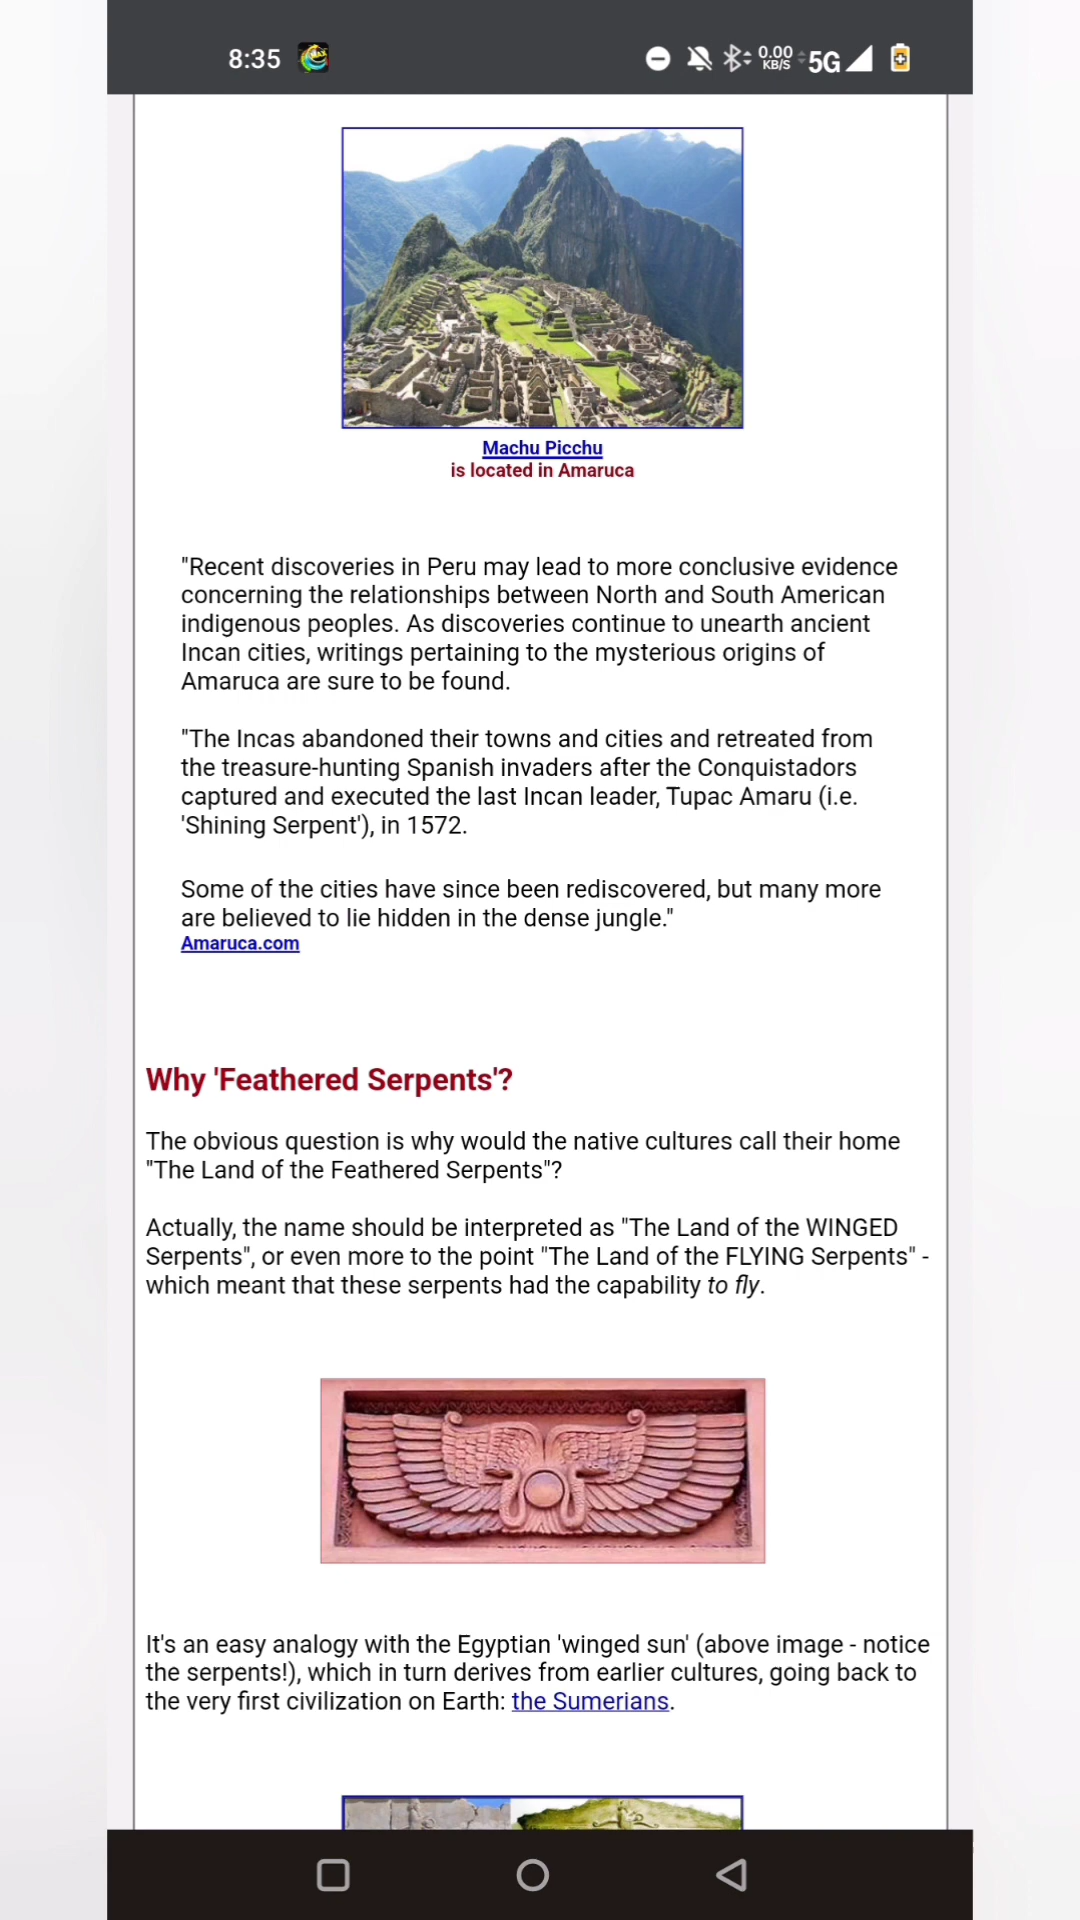 8:35
0.00
KB/S
5G
Machu Picchu
is located in Amaruca
"Recent discoveries in Peru may lead to more conclusive evidence
concerning the relationships between North and South American
indigenous peoples. As discoveries continue to unearth ancient
Incan cities, writings pertaining to the mysterious origins of
Amaruca are sure to be found.
"The Incas abandoned their towns and cities and retreated from
the treasure-hunting Spanish invaders after the Conquistadors
captured and executed the last Incan leader, Tupac Amaru (i.e.
'Shining Serpent'), in 1572.
Some of the cities have since been rediscovered, but many more
are believed to lie hidden in the dense jungle."
Amaruca.com
Why 'Feathered Serpents'?
The obvious question is why would the native cultures call their home
"The Land of the Feathered Serpents"?
Actually, the name should be interpreted as "The Land of the WINGED
Serpents", or even more to the point "The Land of the FLYING Serpents" -
which meant that these serpents had the capability to fly.
It's an easy analogy with the Egyptian 'winged sun' (above image - notice
the serpents!), which in turn derives from earlier cultures, going back to
the very first civilization on Earth: the Sumerians.